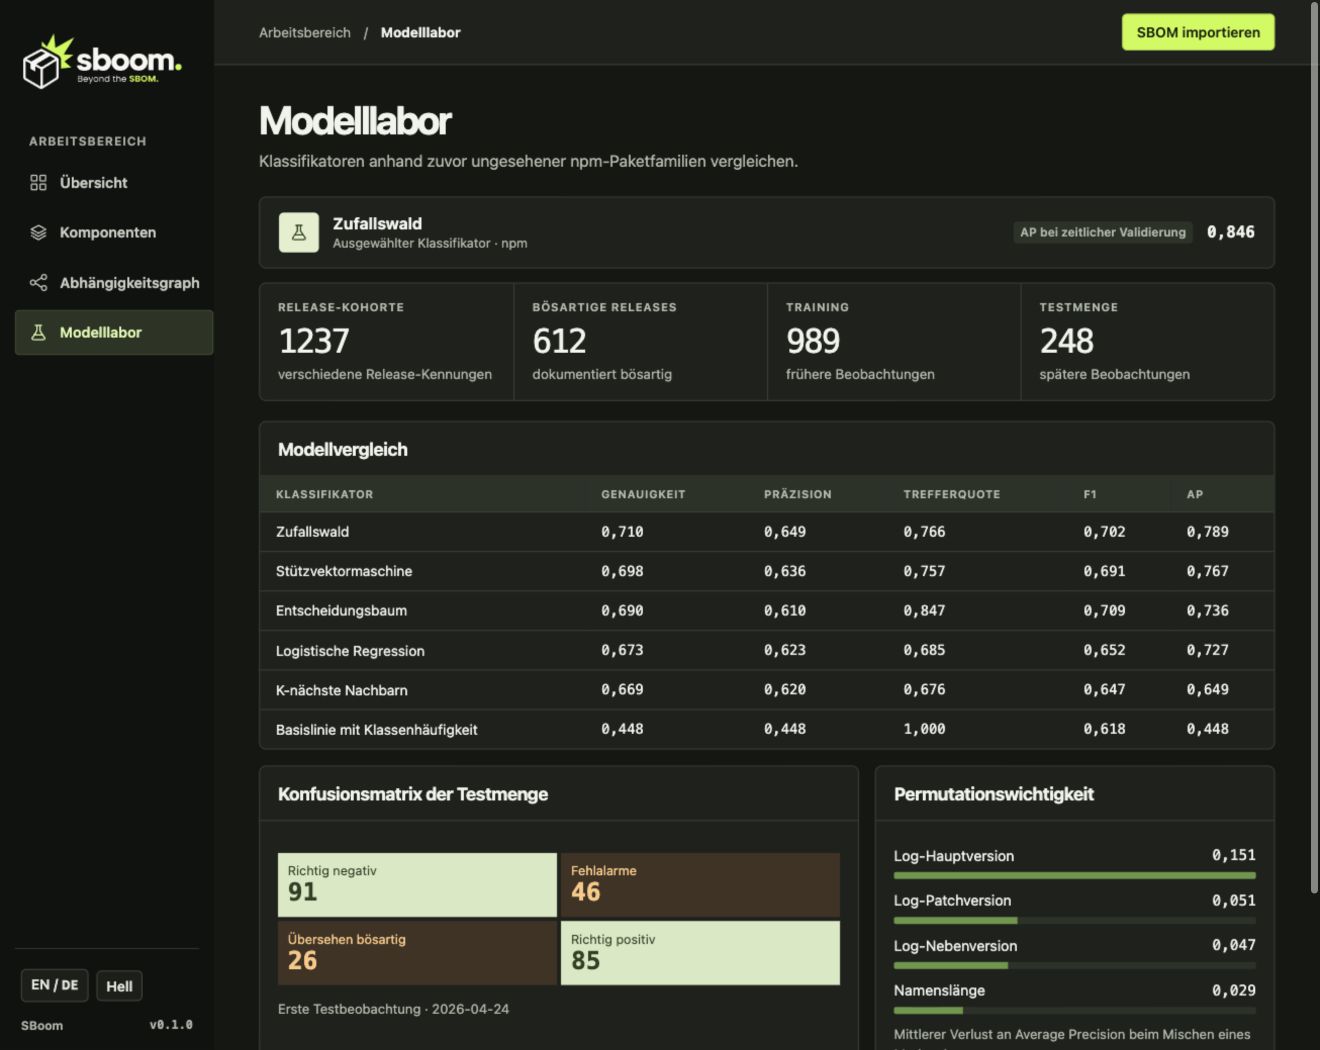 sboom.
Beyond the SBOM.
ARBEITSBEREICH
Übersicht
Komponenten
Abhängigkeitsgraph
Modelllabor
EN / DE
Hell
SBoom v0.1.0
Arbeitsbereich / Modelllabor
SBOM importieren
Modelllabor
Klassifikatoren anhand zuvor ungesehener npm-Paketfamilien vergleichen.
Zufallswald
Ausgewählter Klassifikator · npm
AP bei zeitlicher Validierung 0,846
RELEASE-KOHORTE
1237
verschiedene Release-Kennungen
BÖSARTIGE RELEASES
612
dokumentiert bösartig
TRAINING
989
frühere Beobachtungen
TESTMENGE
248
spätere Beobachtungen
Modellvergleich
KLASSIFIKATOR GENAUIGKEIT PRÄZISION TREFFERQUOTE F1 AP
Zufallswald 0,710 0,649 0,766 0,702 0,789
Stützvektormaschine 0,698 0,636 0,757 0,691 0,767
Entscheidungsbaum 0,690 0,610 0,847 0,709 0,736
Logistische Regression 0,673 0,623 0,685 0,652 0,727
K-nächste Nachbarn 0,669 0,620 0,676 0,647 0,649
Basislinie mit Klassenhäufigkeit 0,448 0,448 1,000 0,618 0,448
Konfusionsmatrix der Testmenge
Richtig negativ
91
Fehlalarme
46
Übersehen bösartig
26
Richtig positiv
85
Erste Testbeobachtung · 2026-04-24
Permutationswichtigkeit
Log-Hauptversion 0,151
Log-Patchversion 0,051
Log-Nebenversion 0,047
Namenslänge 0,029
Mittlerer Verlust an Average Precision beim Mischen eines